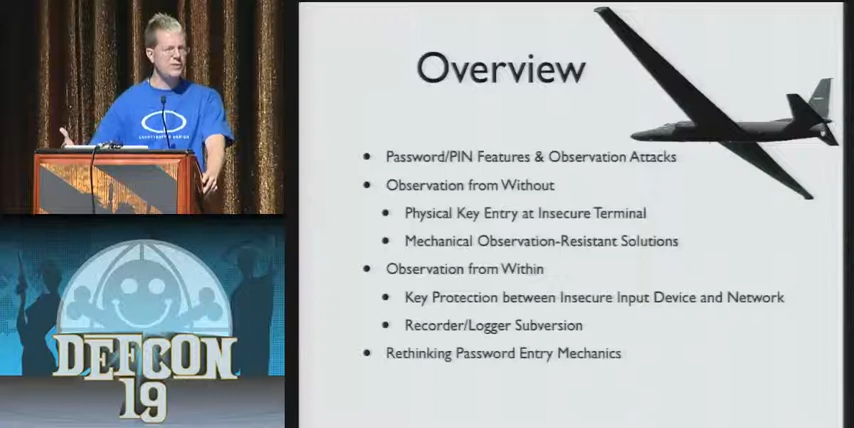 Overview
Password/PIN Features & Observation Attacks
Observation from Without
Physical Key Entry at Insecure Terminal
Mechanical Observation-Resistant Solutions
Observation from Within
Key Protection between Insecure Input Device and Network
Recorder/Logger Subversion
Rethinking Password Entry Mechanics
DEFCON
19